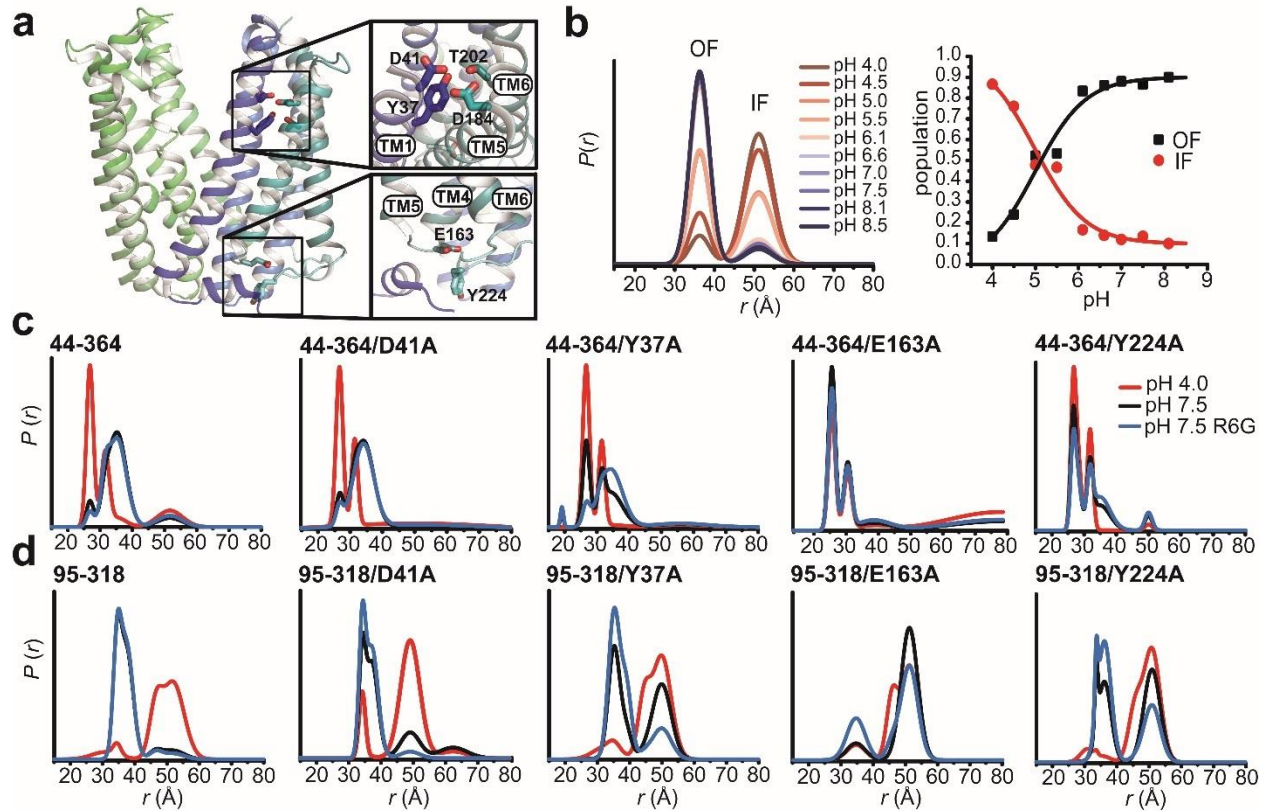 a
D41
T202
TM6
Y37
D184
TM1
TM5
TM5
TM4
TM6
E163
Y224
b
OF
IF
P(r)
pH 4.0
pH 4.5
pH 5.0
pH 5.5
pH 6.1
pH 6.6
pH 7.0
pH 7.5
pH 8.1
pH 8.5
20 30 40 50 60 70 80
r (Å)
population
1.0
0.9
0.8
0.7
0.6
0.5
0.4
0.3
0.2
0.1
0.0
OF
IF
4 5 6 7 8 9
pH
c
44-364
44-364/D41A
44-364/Y37A
44-364/E163A
44-364/Y224A
P(r)
pH 4.0
pH 7.5
pH 7.5 R6G
20 30 40 50 60 70 80
20 30 40 50 60 70 80
20 30 40 50 60 70 80
20 30 40 50 60 70 80
20 30 40 50 60 70 80
d
95-318
95-318/D41A
95-318/Y37A
95-318/E163A
95-318/Y224A
P(r)
20 30 40 50 60 70 80
20 30 40 50 60 70 80
20 30 40 50 60 70 80
20 30 40 50 60 70 80
20 30 40 50 60 70 80
r (Å)
r (Å)
r (Å)
r (Å)
r (Å)